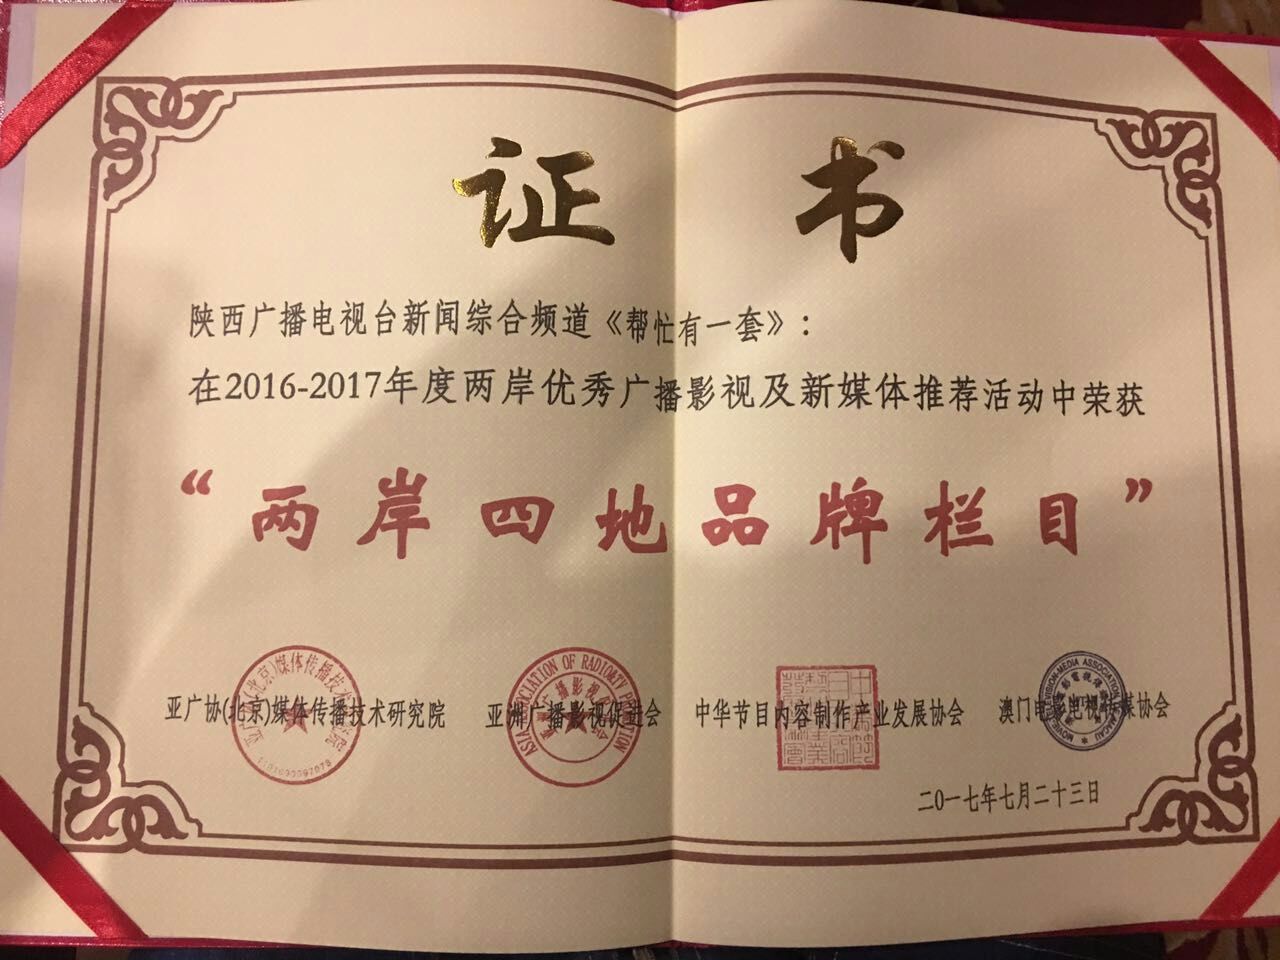 证书
陕西广播电视台新闻综合频道《帮忙有一套》:
在2016-2017年度两岸优秀广播影视及新媒体推荐活动中荣获
“两岸四地品牌栏目”
亚广协(北京)媒体传播技术研究院 亚洲广播影视促进会 中华节目内容制作产业发展协会 澳门电影电视传媒协会
二〇一七年七月二十三日